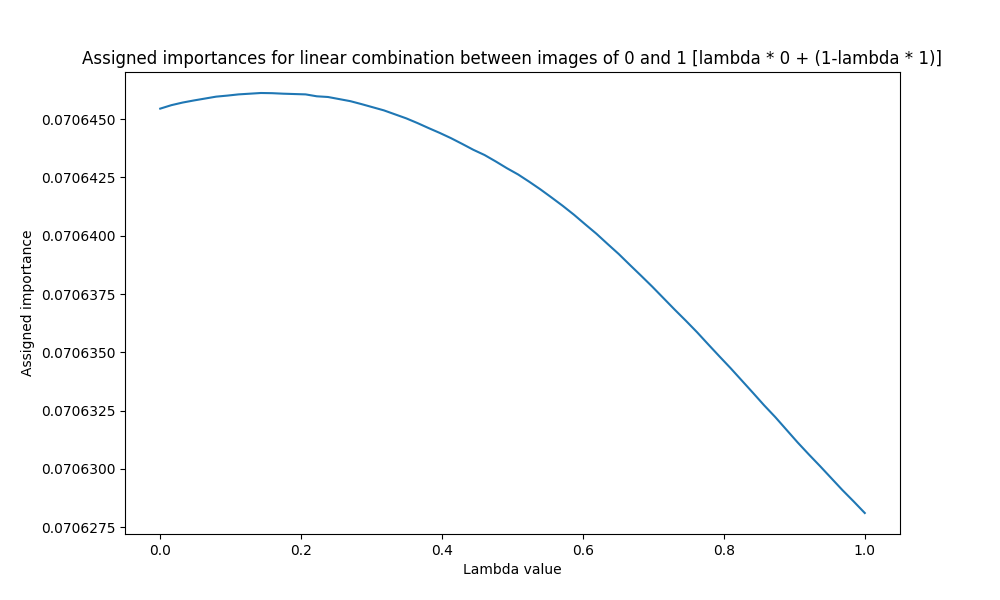 Assigned importances for linear combination between images of 0 and 1 [lambda * 0 + (1-lambda * 1)]
Assigned importance
0.0706450
0.0706425
0.0706400
0.0706375
0.0706350
0.0706325
0.0706300
0.0706275
0.0 0.2 0.4 0.6 0.8 1.0
Lambda value